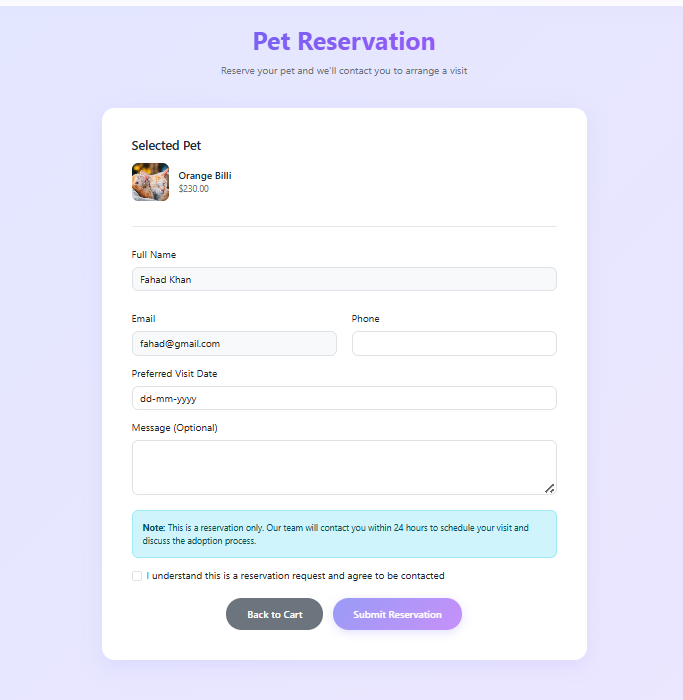 Pet Reservation
Reserve your pet and we'll contact you to arrange a visit
Selected Pet
Orange Billi
$230.00
Full Name
Fahad Khan
Email
Phone
fahad@gmail.com
Preferred Visit Date
dd-mm-yyyy
Message (Optional)
Note: This is a reservation only. Our team will contact you within 24 hours to schedule your visit and
discuss the adoption process.
I understand this is a reservation request and agree to be contacted
Back to Cart
Submit Reservation